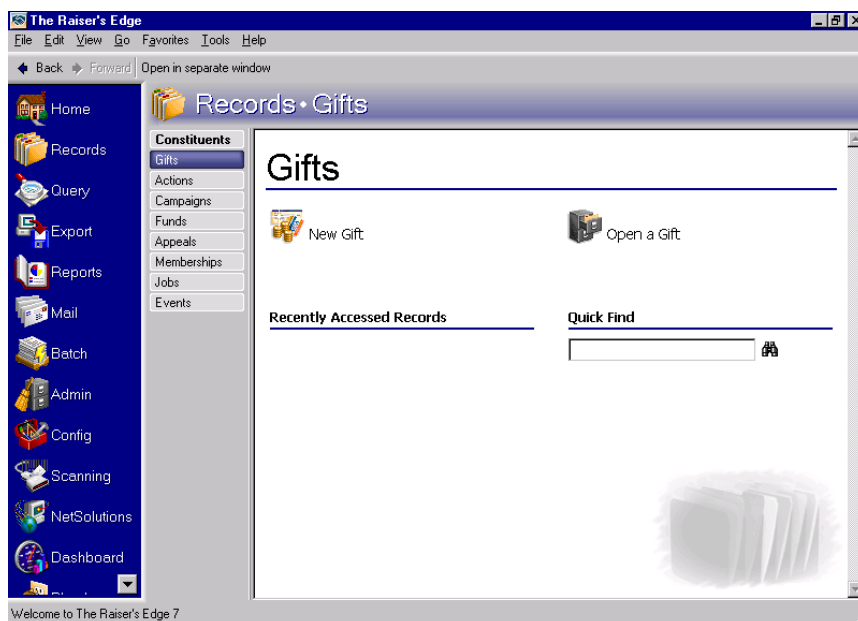 The Raiser's Edge
File Edit View Go Favorites Tools Help
Back Forward Open in separate window
Home
Records
Query
Export
Reports
Mail
Batch
Admin
Config
Scanning
NetSolutions
Dashboard
Records • Gifts
Constituents
Gifts
Actions
Campaigns
Funds
Appeals
Memberships
Jobs
Events
Gifts
New Gift
Open a Gift
Recently Accessed Records
Quick Find
Welcome to The Raiser's Edge 7